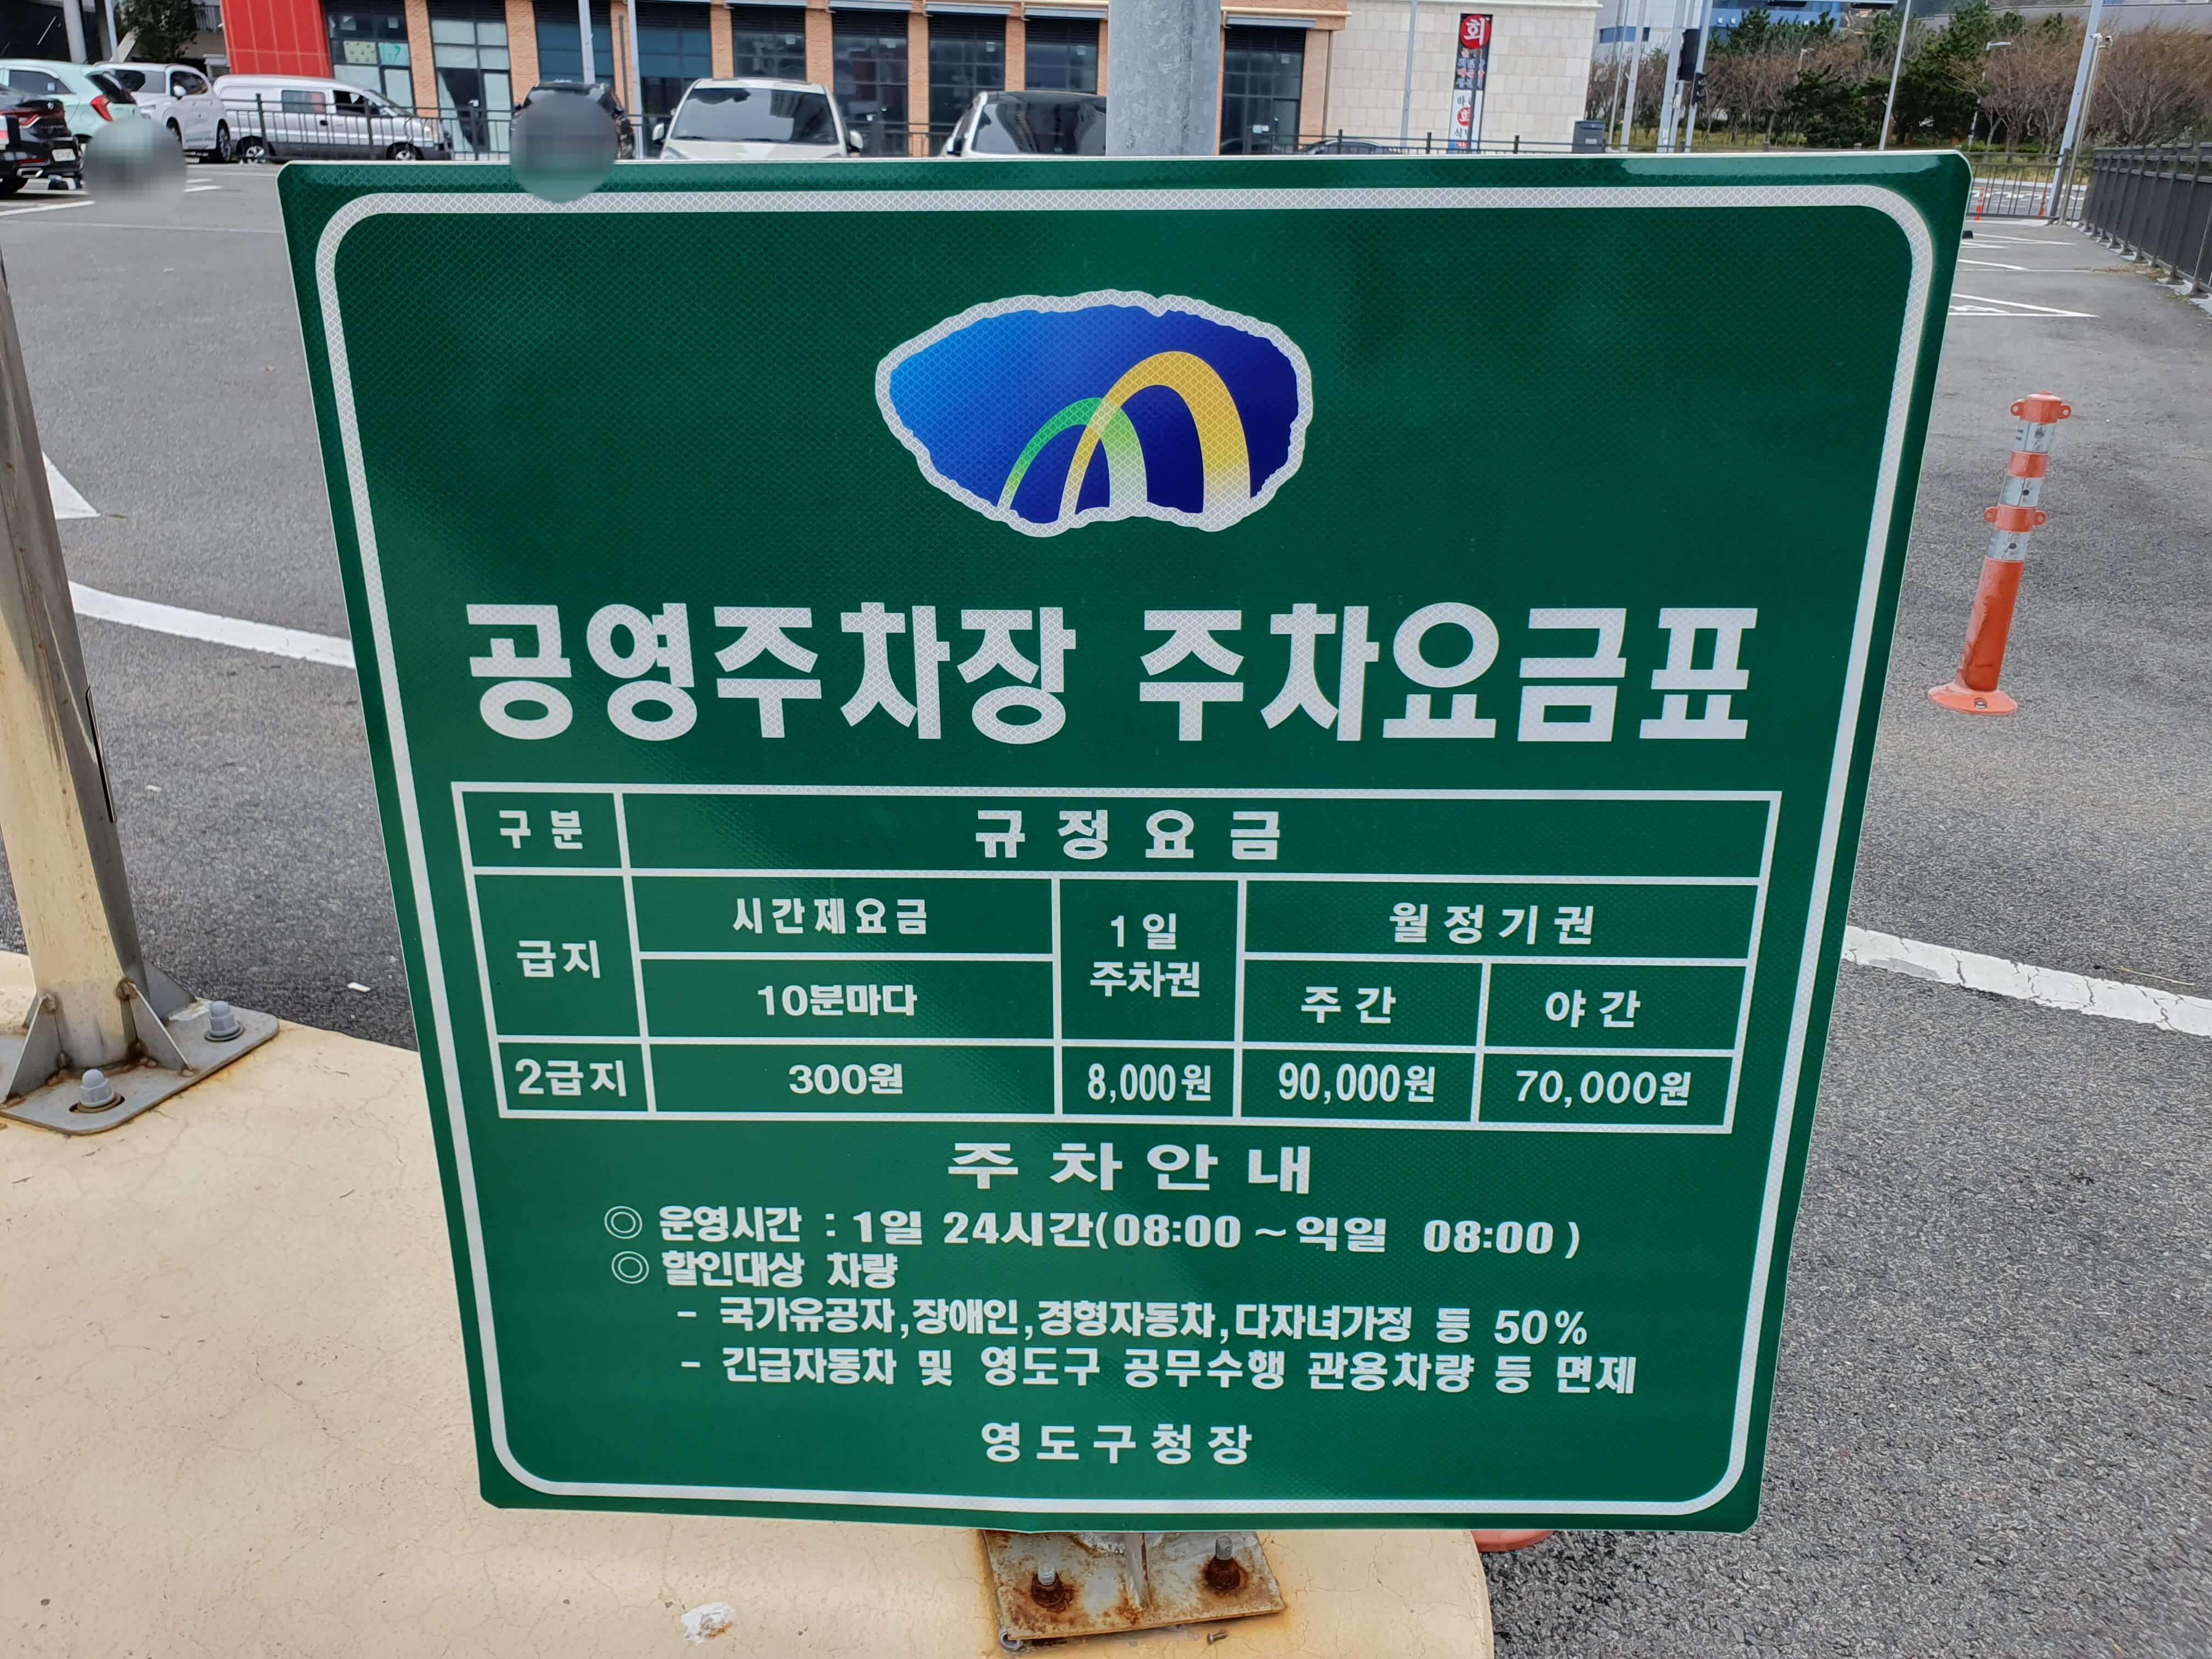 공영주차장 주차요금표
구분 규정요금
급지 시간제요금 1일 주차권 월정기권
10분마다 주간 야간
2급지 300원 8,000원 90,000원 70,000원
주차안내
◎ 운영시간 : 1일 24시간(08:00 ~ 익일 08:00)
◎ 할인대상 차량
- 국가유공자,장애인,경형자동차,다자녀가정 등 50%
- 긴급자동차 및 영도구 공무수행 관용차량 등 면제
영도구청장